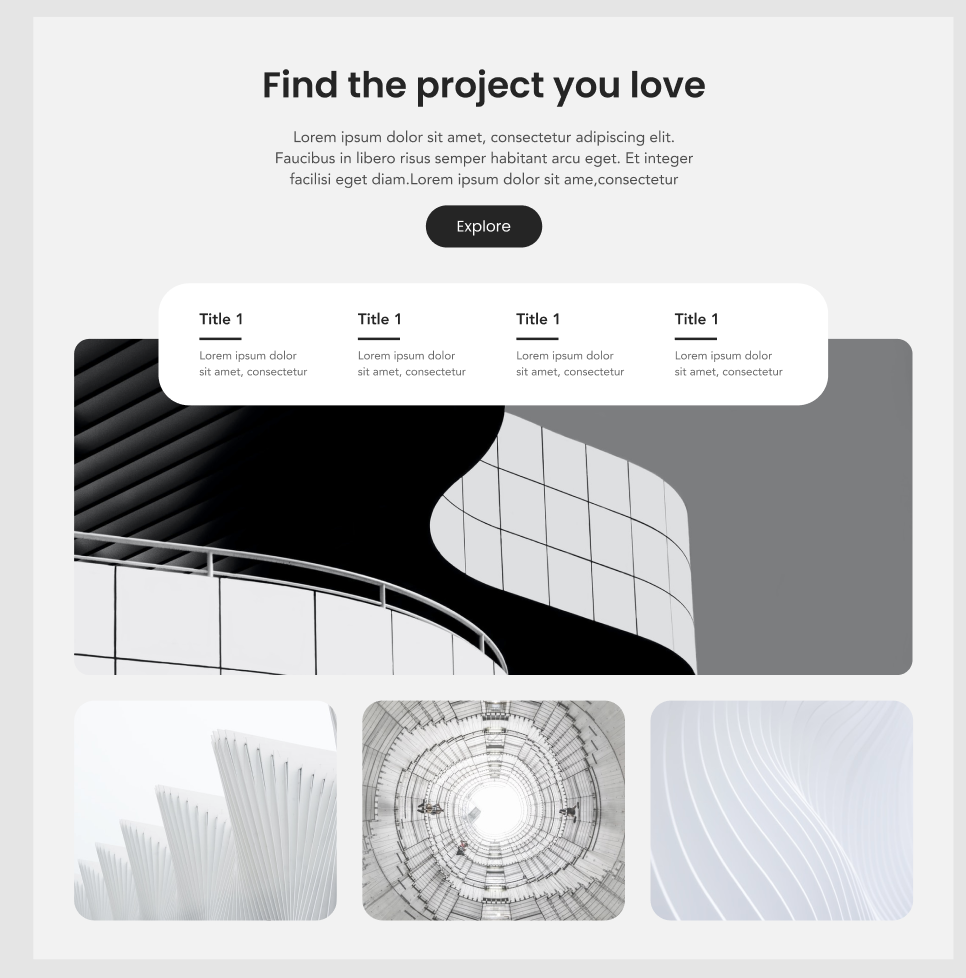 Find the project you love
Lorem ipsum dolor sit amet, consectetur adipiscing elit.
Faucibus in libero risus semper habitant arcu eget. Et integer
facilisi eget diam.Lorem ipsum dolor sit ame,consectetur
Explore
Title 1
Lorem ipsum dolor
sit amet, consectetur
Title 1
Lorem ipsum dolor
sit amet, consectetur
Title 1
Lorem ipsum dolor
sit amet, consectetur
Title 1
Lorem ipsum dolor
sit amet, consectetur